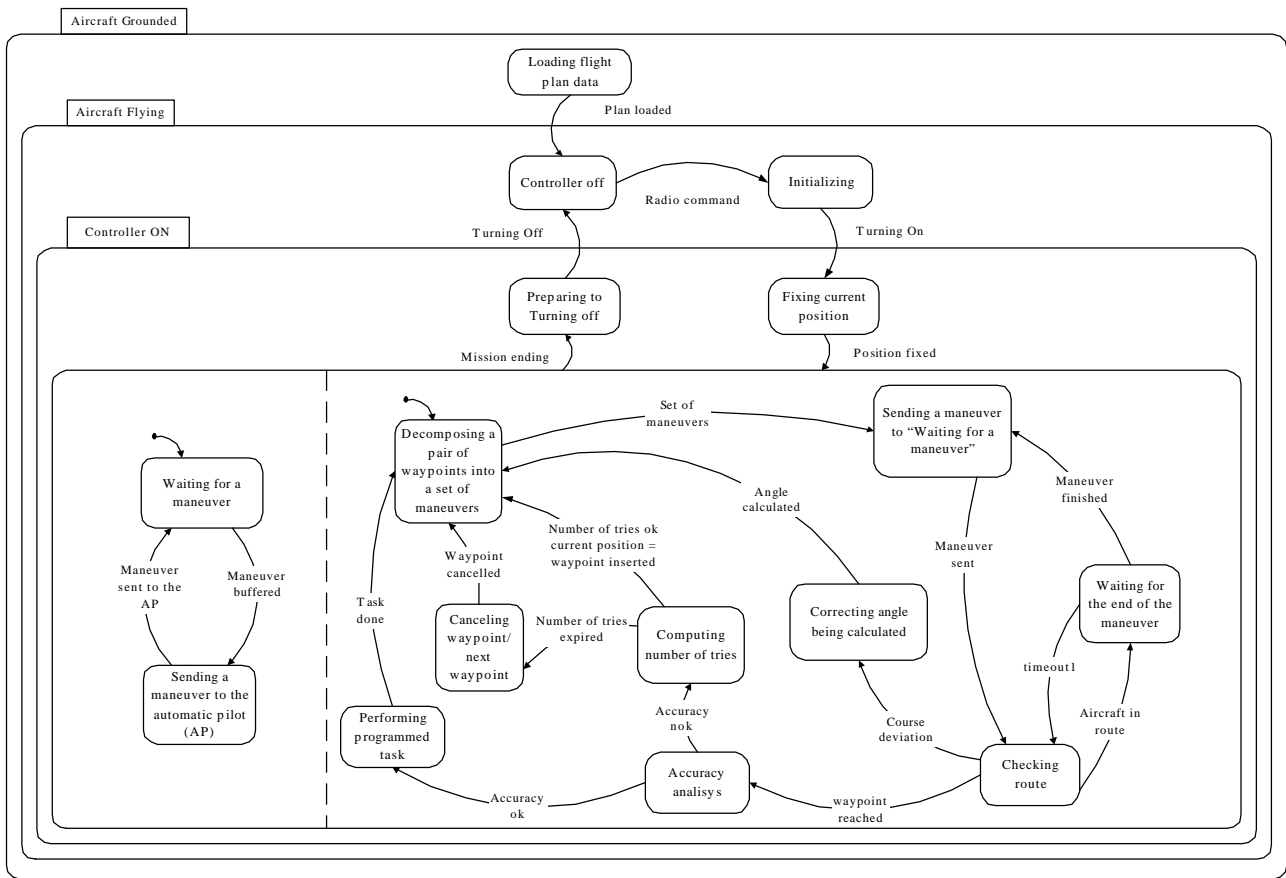 Aircraft Grounded
Loading flight
plan data
Plan loaded
Aircraft Flying
Controller off
Radio command
Initializing
Controller ON
Turning Off
Turning On
Preparing to
Turning off
Fixing current
position
Mission ending
Position fixed
Waiting for a
maneuver
Maneuver
sent to the
AP
Maneuver
buffered
Sending a
maneuver to the
automatic pilot
(AP)
Decomposing a
pair of
waypoints into
a set of
maneuvers
Set of
maneuvers
Sending a maneuver
to “Waiting for a
maneuver”
Angle
calculated
Maneuver
finished
Number of tries ok
current position =
waypoint inserted
Waypoint
cancelled
Maneuver
sent
Task
done
Canceling
waypoint/
next
waypoint
Number of tries
expired
Computing
number of tries
Correcting angle
being calculated
Waiting for
the end of the
maneuver
timeout1
Performing
programmed
task
Accuracy
nok
Course
deviation
Aircraft in
route
Accuracy
ok
Accuracy
analisys
waypoint
reached
Checking
route